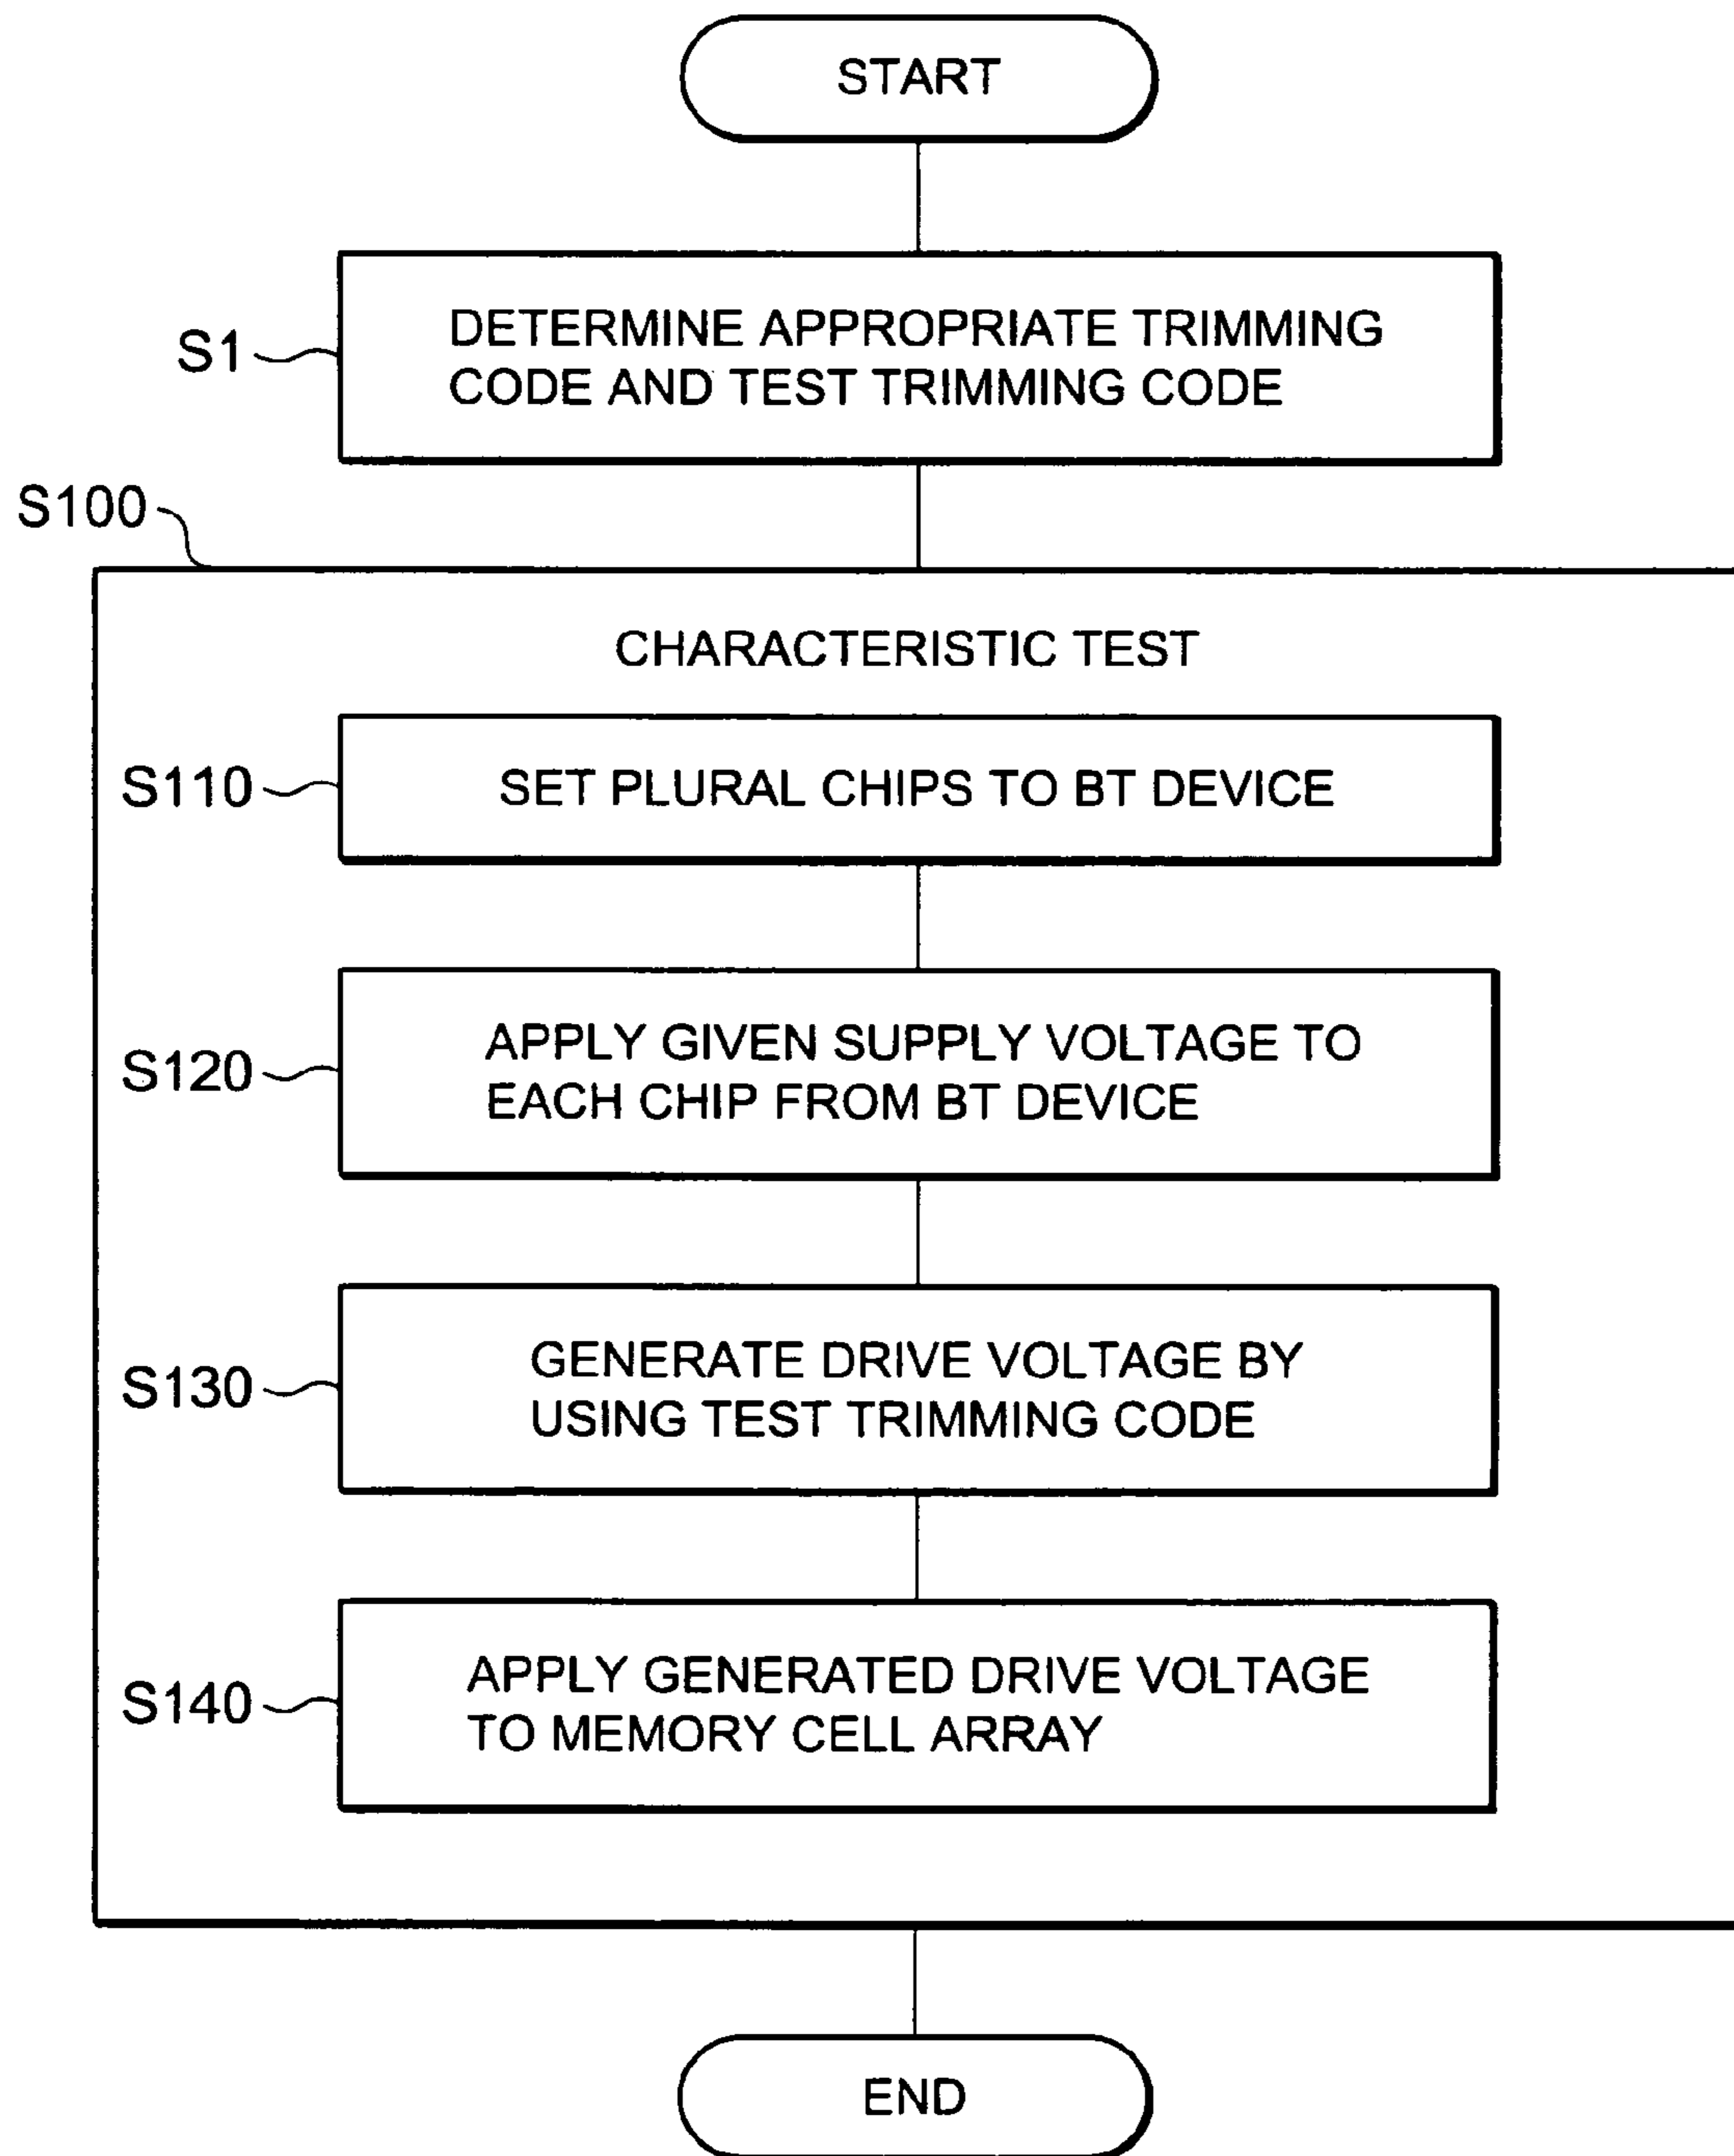 START
S1
DETERMINE APPROPRIATE TRIMMING
CODE AND TEST TRIMMING CODE
S100
CHARACTERISTIC TEST
S110
SET PLURAL CHIPS TO BT DEVICE
S120
APPLY GIVEN SUPPLY VOLTAGE TO
EACH CHIP FROM BT DEVICE
S130
GENERATE DRIVE VOLTAGE BY
USING TEST TRIMMING CODE
S140
APPLY GENERATED DRIVE VOLTAGE
TO MEMORY CELL ARRAY
END